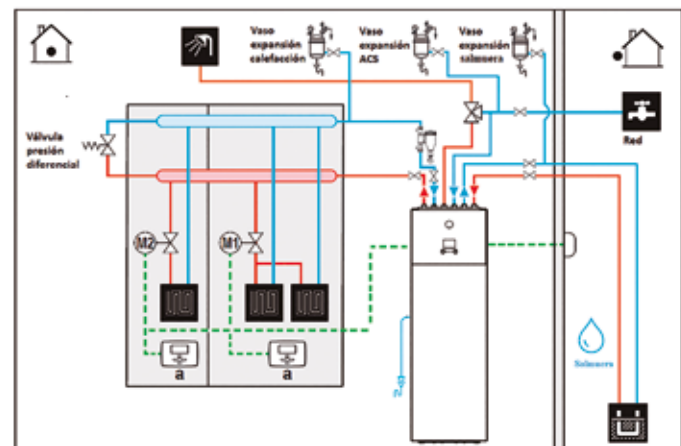 Vaso
expansión
calefacción
Vaso
expansión
ACS
Vaso
expansión
salmuera
Válvula
presión
diferencial
Red
M2
M1
a
a
Salmuera